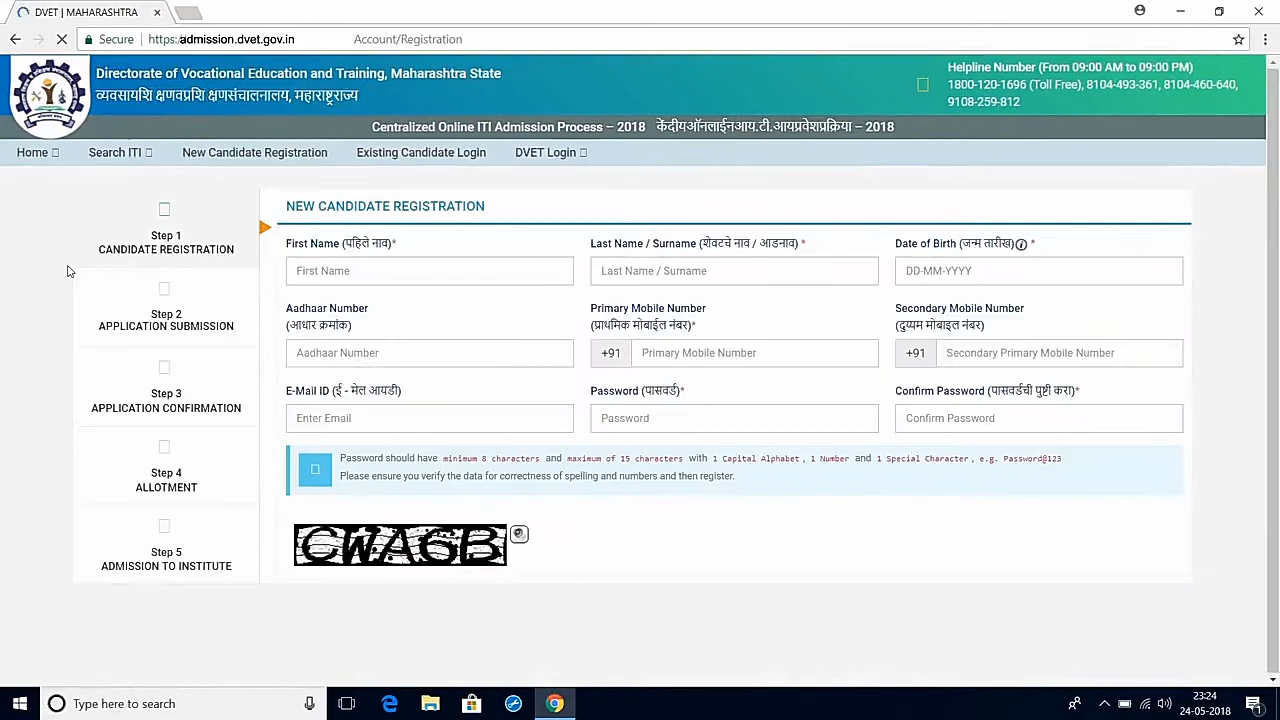 DVET | MAHARASHTRA
Secure https: admission.dvet.gov.in Account/Registration
Directorate of Vocational Education and Training, Maharashtra State
व्यवसायशि क्षणवप्रशि क्षणसंचालनालय, महाराष्ट्रराज्य
Helpline Number (From 09:00 AM to 09:00 PM)
1800-120-1696 (Toll Free), 8104-493-361, 8104-460-640,
9108-259-812
Centralized Online ITI Admission Process – 2018 केंदीयऑनलाईनआय.टी.आयप्रवेशप्रक्रिया – 2018
Home Search ITI New Candidate Registration Existing Candidate Login DVET Login
Step 1
CANDIDATE REGISTRATION
Step 2
APPLICATION SUBMISSION
Step 3
APPLICATION CONFIRMATION
Step 4
ALLOTMENT
Step 5
ADMISSION TO INSTITUTE
NEW CANDIDATE REGISTRATION
First Name (पहिले नाव)* Last Name / Surname (शेवटचे नाव / आडनाव) * Date of Birth (जन्म तारीख) *
First Name Last Name / Surname DD-MM-YYYY
Aadhaar Number Primary Mobile Number Secondary Mobile Number
(आधार क्रमांक) (प्राथमिक मोबाईल नंबर)* (दुय्यम मोबाइल नंबर)
Aadhaar Number +91 Primary Mobile Number +91 Secondary Primary Mobile Number
E-Mail ID (ई - मेल आयडी) Password (पासवर्ड)* Confirm Password (पासवर्डची पुष्टी करा)*
Enter Email Password Confirm Password
Password should have minimum 8 characters and maximum of 15 characters with 1 Capital Alphabet, 1 Number and 1 Special Character, e.g. Password@123
Please ensure you verify the data for correctness of spelling and numbers and then register.
CWA6B
Type here to search
23:24
24-05-2018